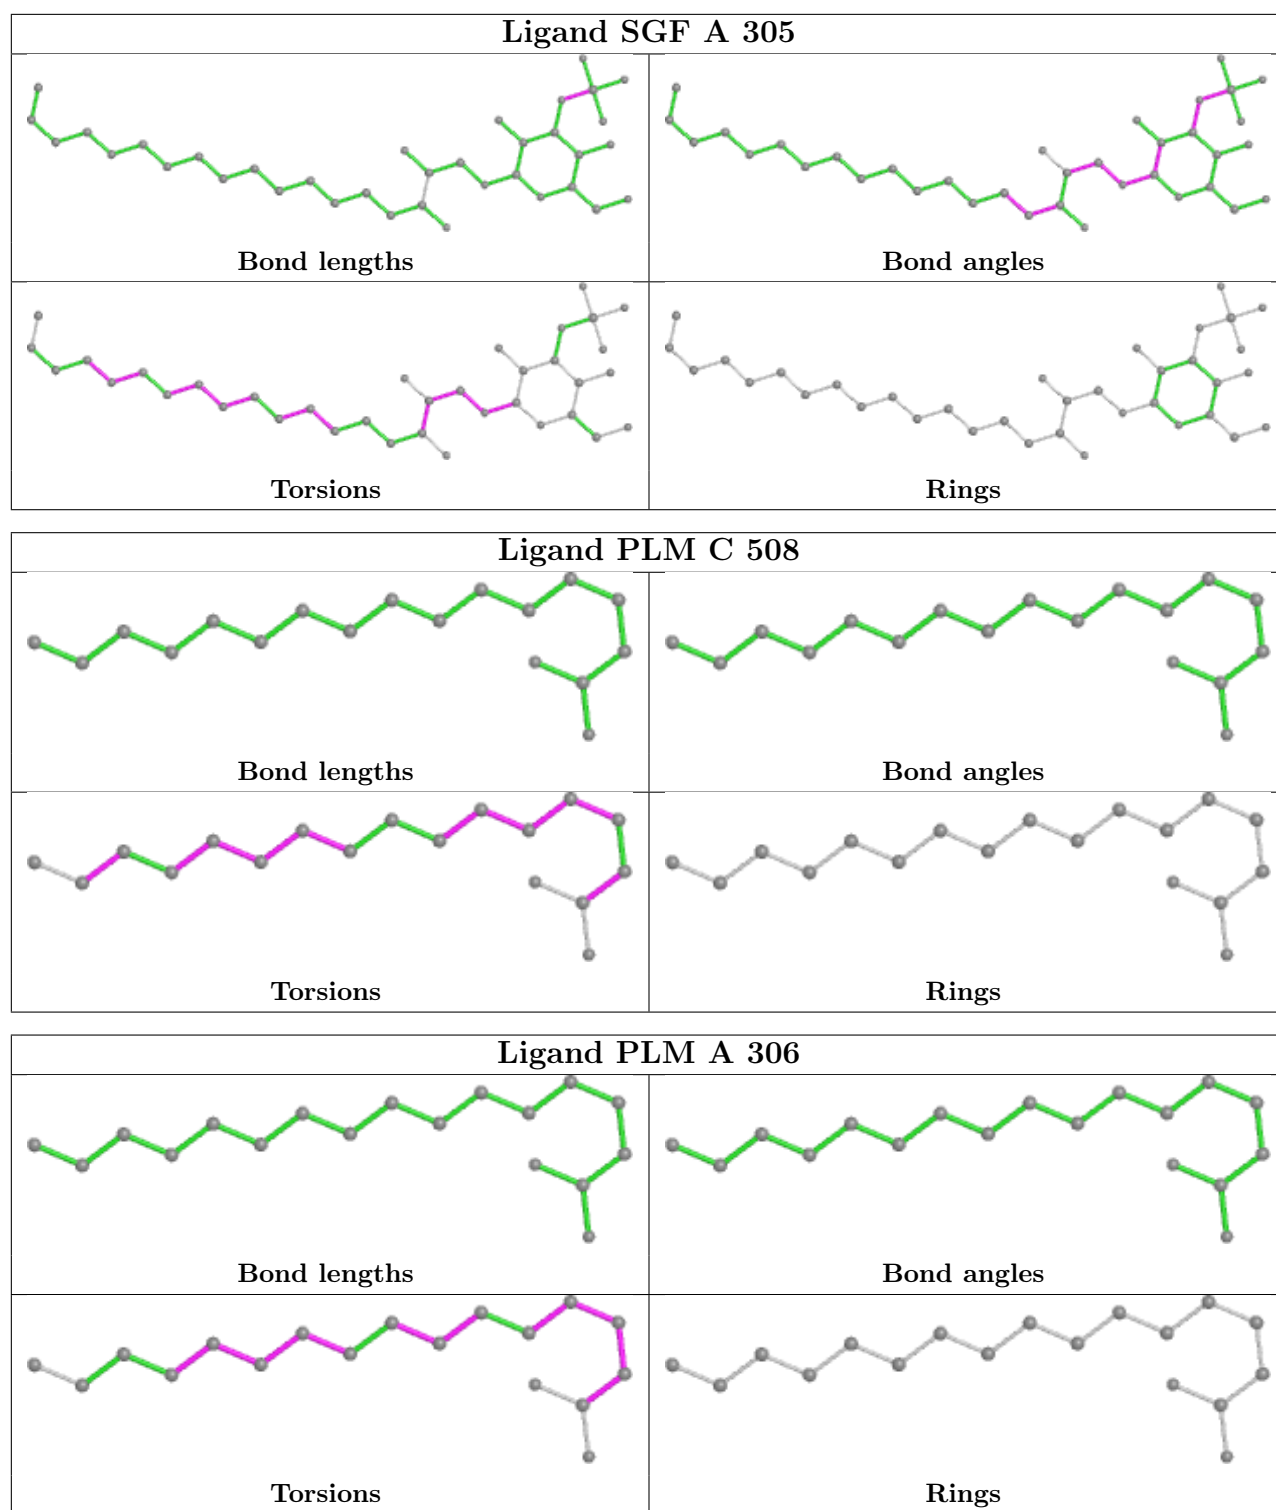 Ligand SGF A 305
Bond lengths
Bond angles
Torsions
Rings
Ligand PLM C 508
Bond lengths
Bond angles
Torsions
Rings
Ligand PLM A 306
Bond lengths
Bond angles
Torsions
Rings